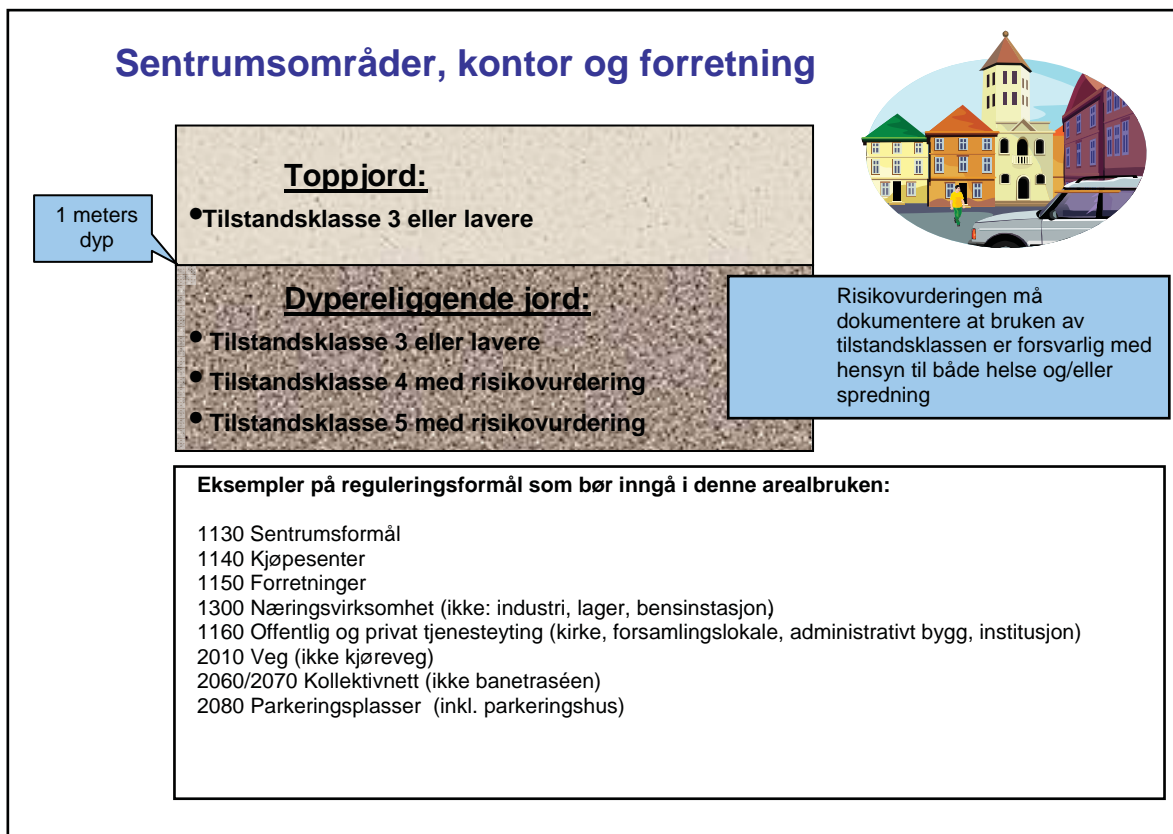 Sentrumsområder, kontor og forretning
Toppjord:
•Tilstandsklasse 3 eller lavere
1 meters
dyp
Dypereliggende jord:
• Tilstandsklasse 3 eller lavere
• Tilstandsklasse 4 med risikovurdering
• Tilstandsklasse 5 med risikovurdering
Risikovurderingen må
dokumentere at bruken av
tilstandsklassen er forsvarlig med
hensyn til både helse og/eller
spredning
Eksempler på reguleringsformål som bør inngå i denne arealbruken:
1130 Sentrumsformål
1140 Kjøpesenter
1150 Forretninger
1300 Næringsvirksomhet (ikke: industri, lager, bensinstasjon)
1160 Offentlig og privat tjenesteyting (kirke, forsamlingslokale, administrativt bygg, institusjon)
2010 Veg (ikke kjøreveg)
2060/2070 Kollektivnett (ikke banetraséen)
2080 Parkeringsplasser (inkl. parkeringshus)